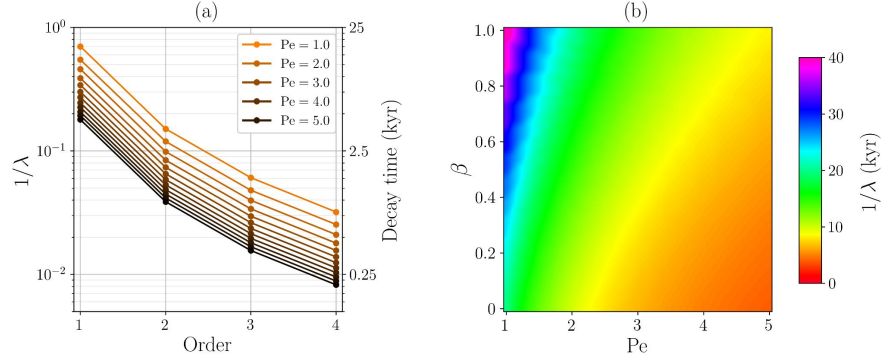 (a)
10⁰
10⁻¹
10⁻²
1/λ
1
2
3
4
Order
25
2.5
0.25
Decay time (kyr)
Pe = 1.0
Pe = 2.0
Pe = 3.0
Pe = 4.0
Pe = 5.0
(b)
1.0
0.8
0.6
0.4
0.2
0
β
1
2
3
4
5
Pe
40
30
20
10
0
1/λ (kyr)